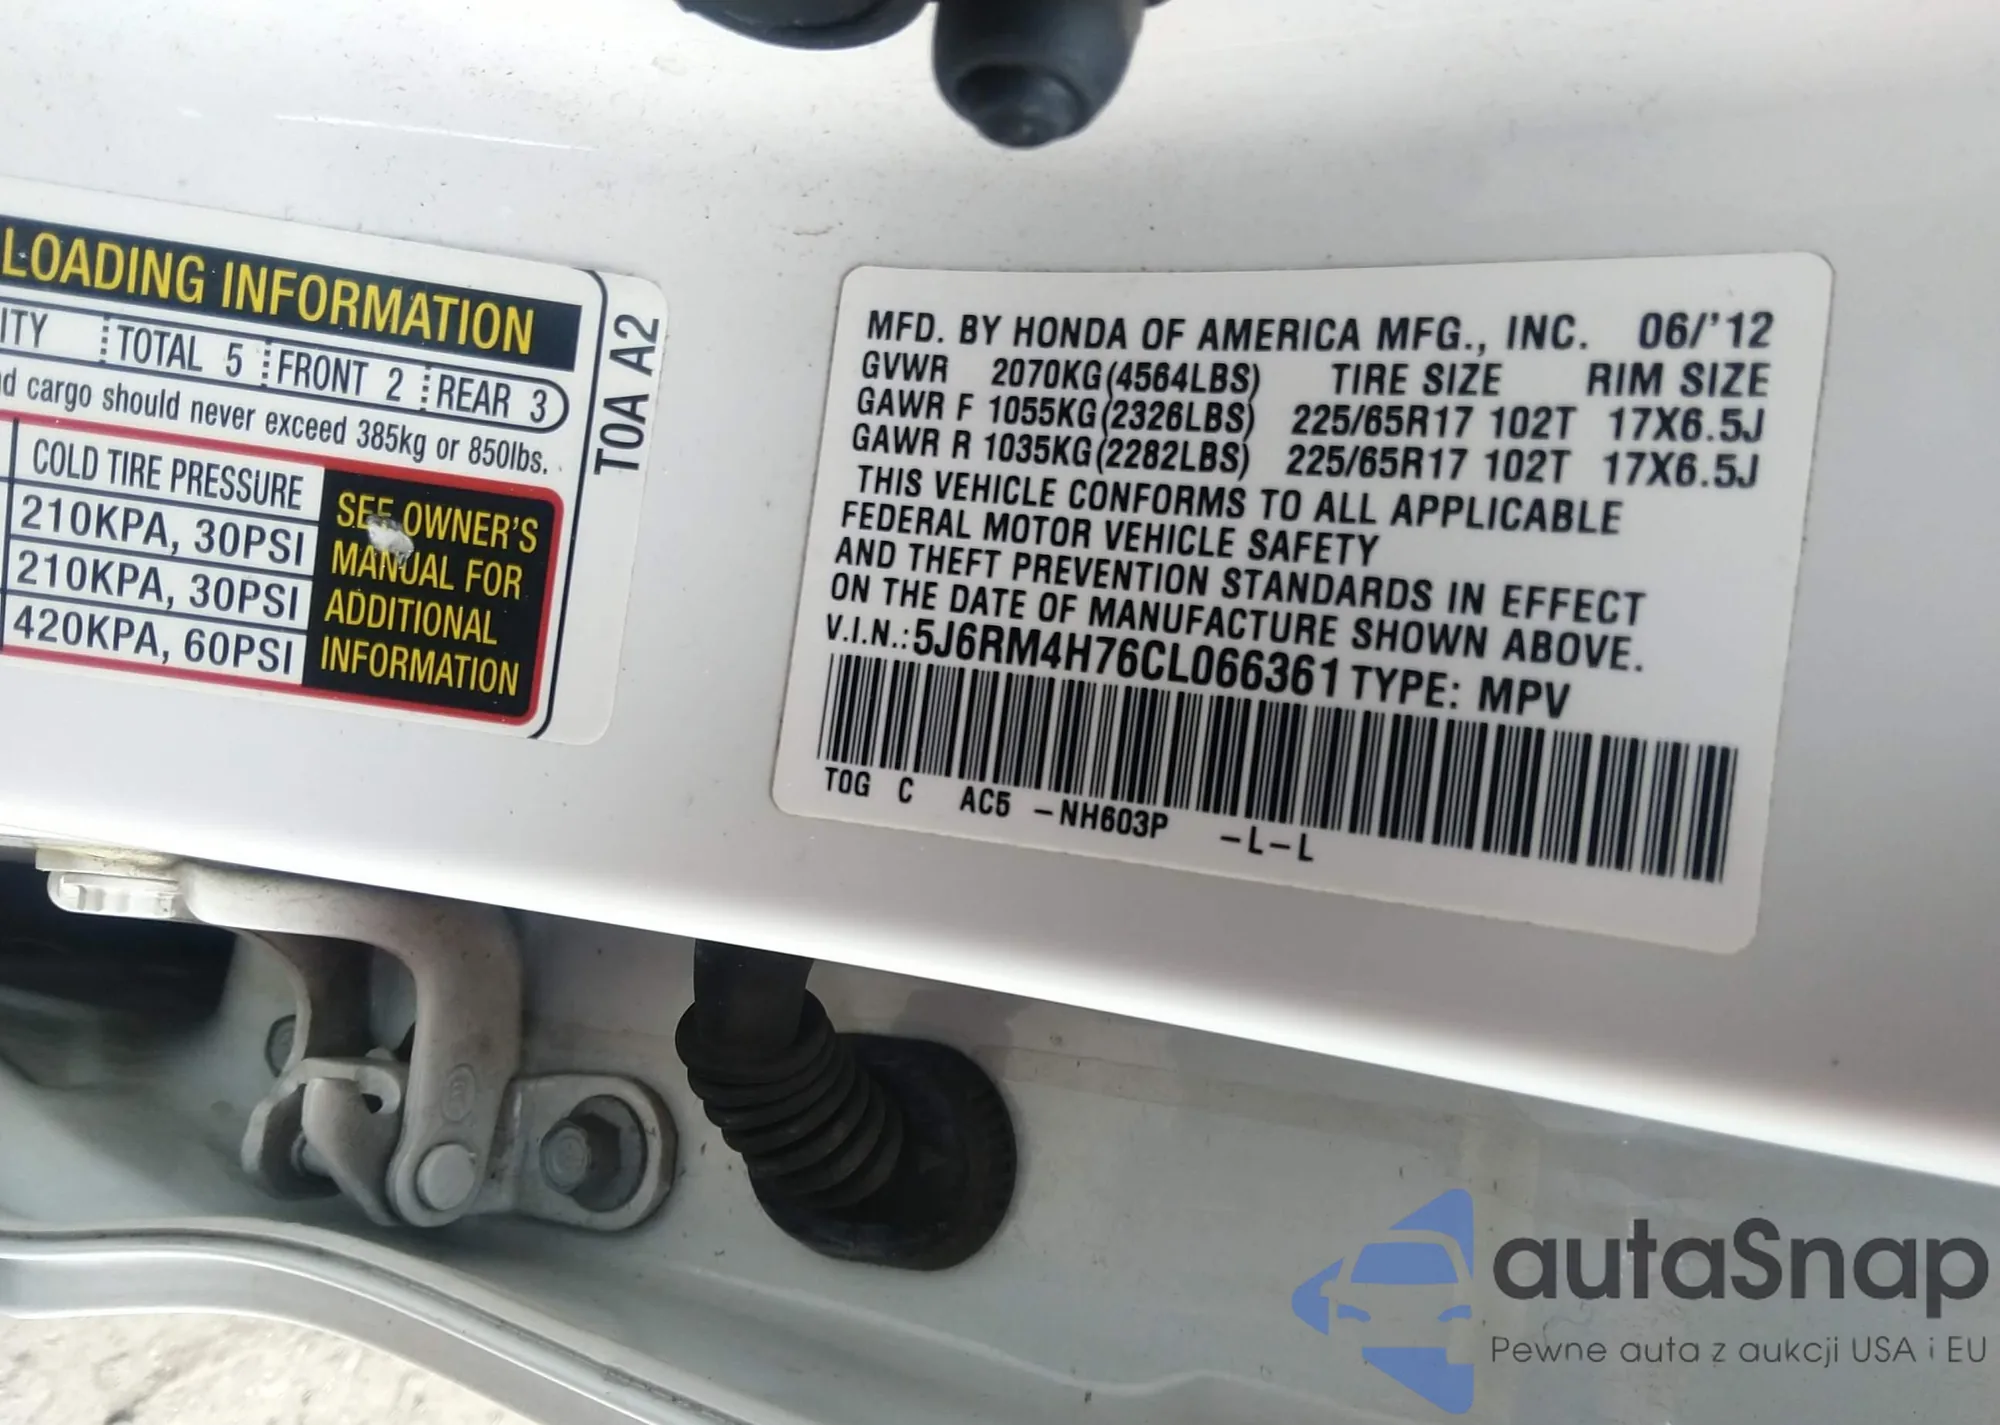 LOADING INFORMATION
ITY TOTAL 5 FRONT 2 REAR 3
cargo should never exceed 385kg or 850lbs.
COLD TIRE PRESSURE
210KPA, 30PSI
210KPA, 30PSI
420KPA, 60PSI
SEE OWNER'S
MANUAL FOR
ADDITIONAL
INFORMATION
T0A A2
MFD. BY HONDA OF AMERICA MFG., INC. 06/'12
GVWR 2070KG(4564LBS) TIRE SIZE RIM SIZE
GAWR F 1055KG(2326LBS) 225/65R17 102T 17X6.5J
GAWR R 1035KG(2282LBS) 225/65R17 102T 17X6.5J
THIS VEHICLE CONFORMS TO ALL APPLICABLE
FEDERAL MOTOR VEHICLE SAFETY
AND THEFT PREVENTION STANDARDS IN EFFECT
ON THE DATE OF MANUFACTURE SHOWN ABOVE.
V.I.N.: 5J6RM4H76CL066361 TYPE: MPV
T0G C AC5 -NH603P -L-L
autaSnap
Pewne auta z aukcji USA i EU